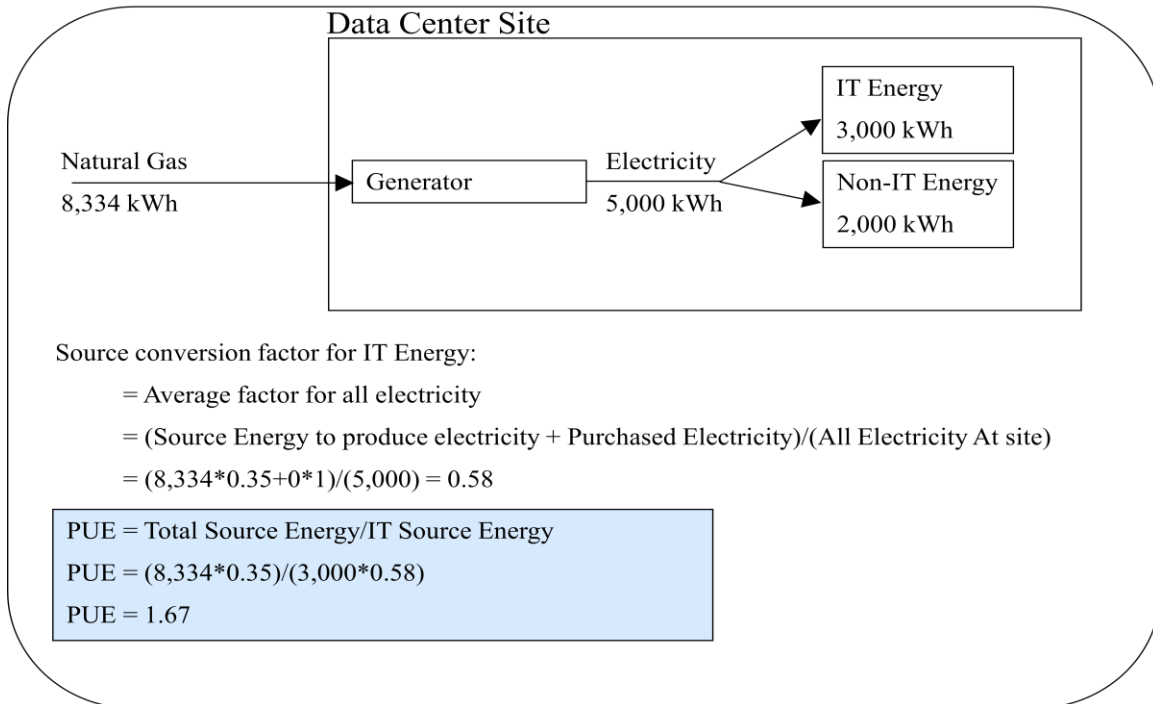 Data Center Site
IT Energy
3,000 kWh
Natural Gas
8,334 kWh
Generator
Electricity
5,000 kWh
Non-IT Energy
2,000 kWh
Source conversion factor for IT Energy:
= Average factor for all electricity
= (Source Energy to produce electricity + Purchased Electricity)/(All Electricity At site)
= (8,334*0.35+0*1)/(5,000) = 0.58
PUE = Total Source Energy/IT Source Energy
PUE = (8,334*0.35)/(3,000*0.58)
PUE = 1.67